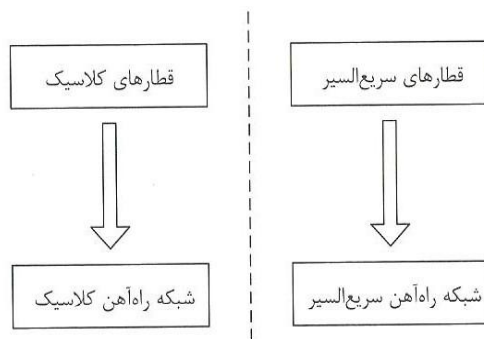 قطارهای سریع‌السیر
قطارهای کلاسیک
شبکه راه‌آهن سریع‌السیر
شبکه راه‌آهن کلاسیک